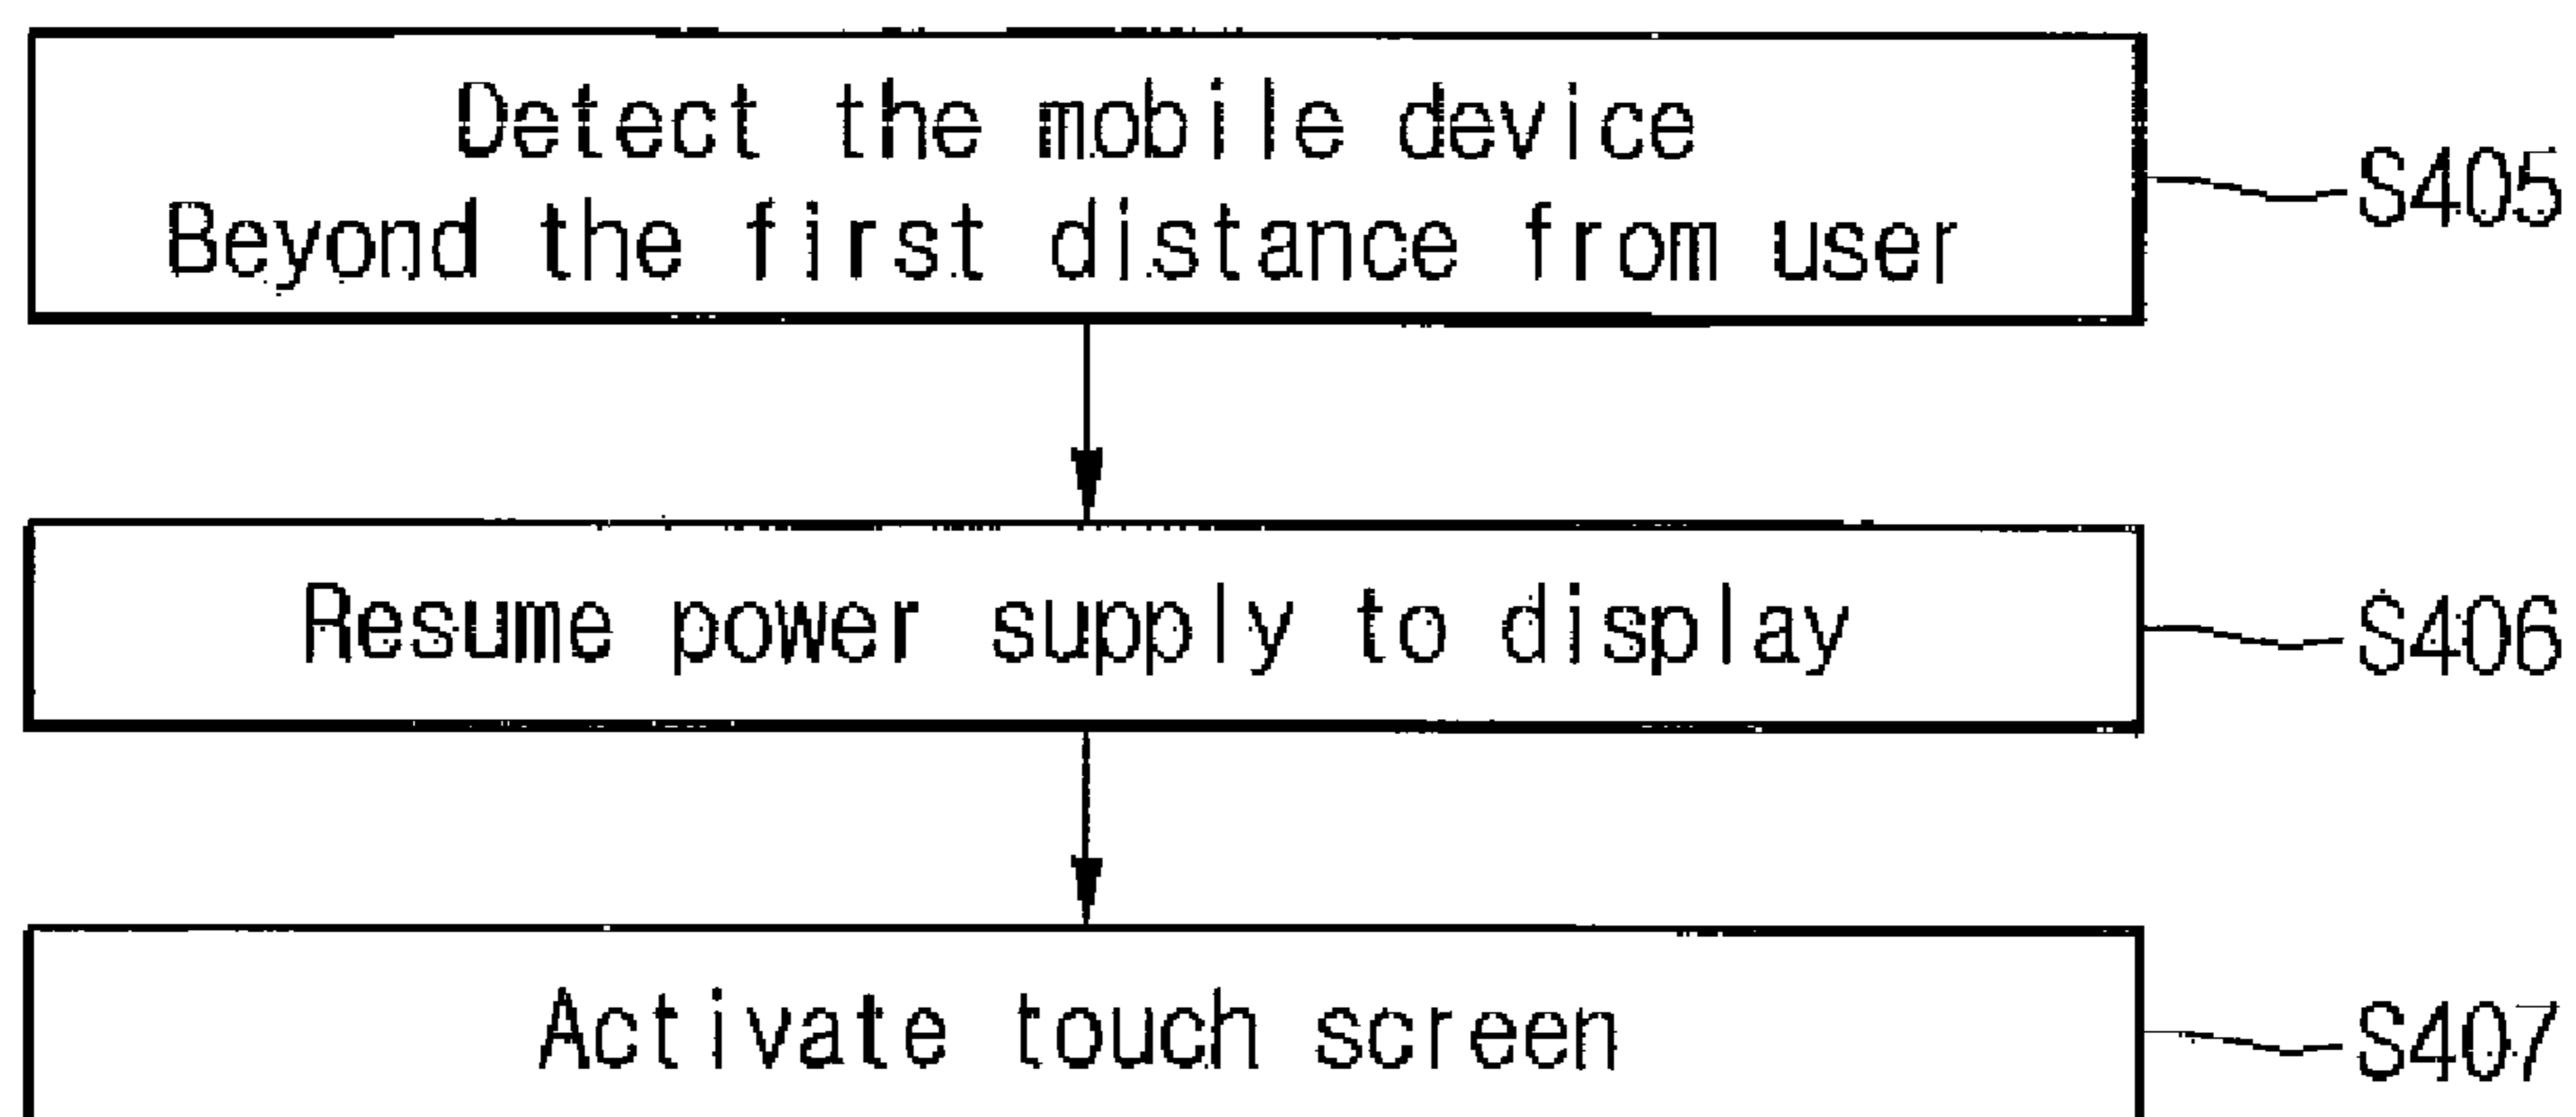 Detect the mobile device
Beyond the first distance from user
S405
Resume power supply to display
S406
Activate touch screen
S407